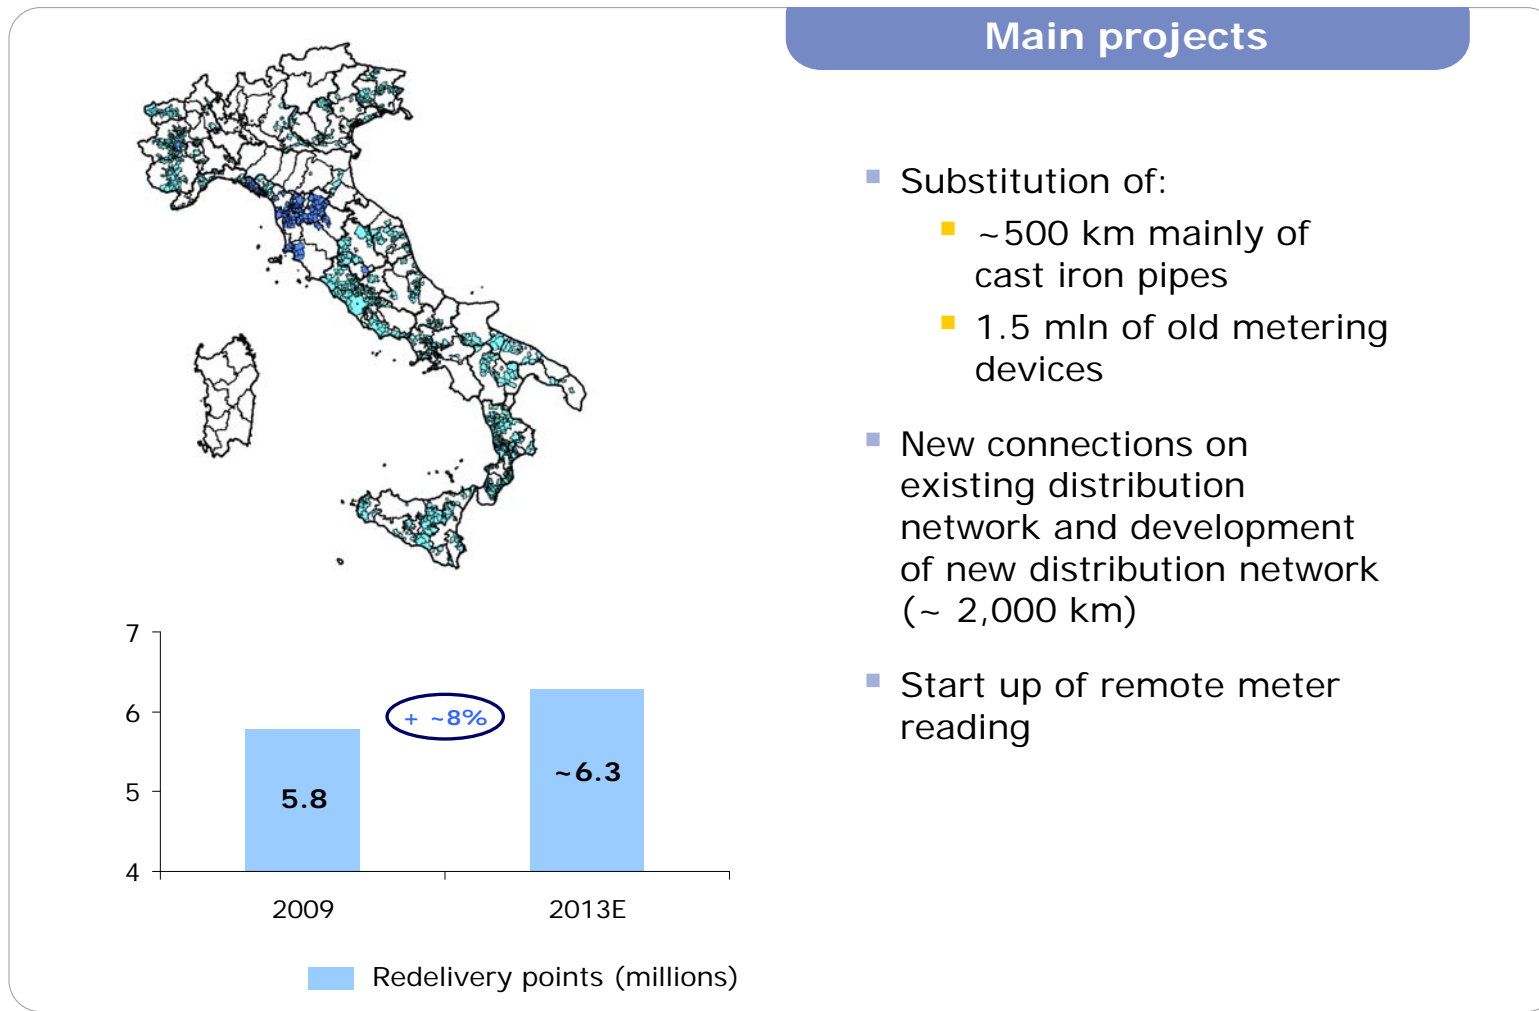 Main projects
Substitution of:
~500 km mainly of
cast iron pipes
1.5 mln of old metering
devices
New connections on
existing distribution
network and development
of new distribution network
(~ 2,000 km)
Start up of remote meter
reading
7
6
5
4
+ ~8%
5.8
~6.3
2009
2013E
Redelivery points (millions)